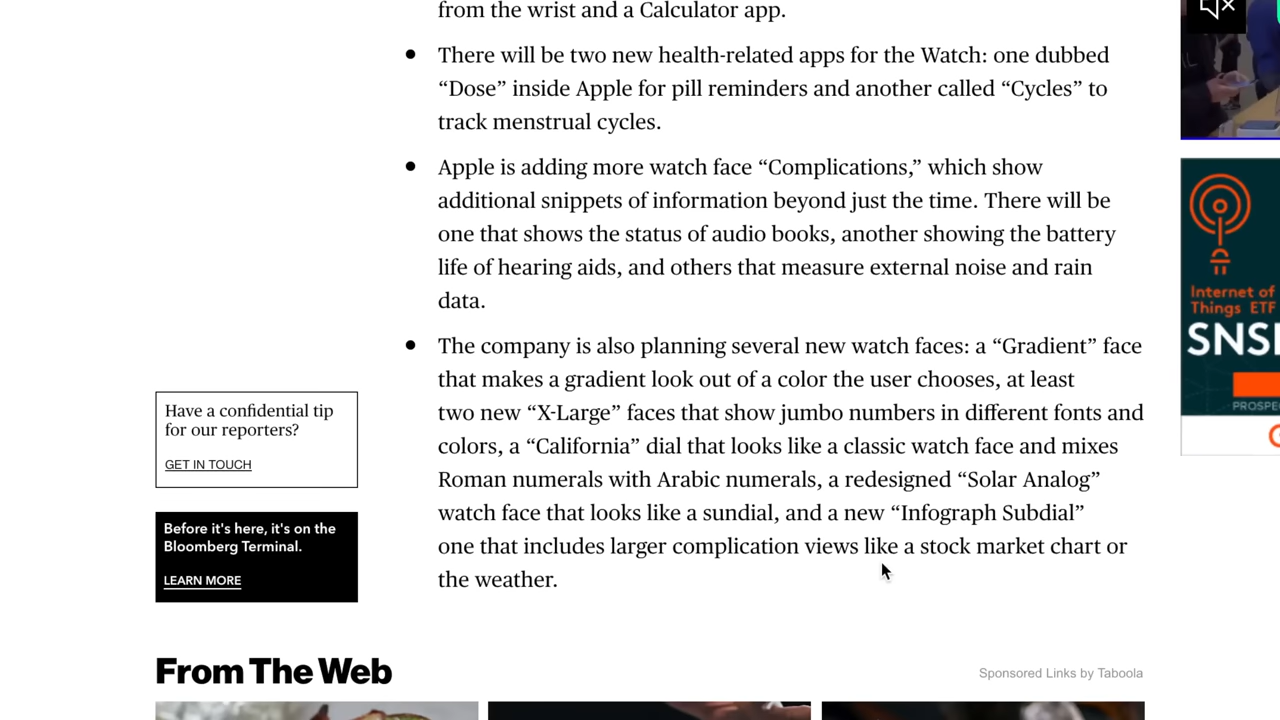 from the wrist and a Calculator app.
There will be two new health-related apps for the Watch: one dubbed
“Dose” inside Apple for pill reminders and another called “Cycles” to
track menstrual cycles.
Apple is adding more watch face “Complications,” which show
additional snippets of information beyond just the time. There will be
one that shows the status of audio books, another showing the battery
life of hearing aids, and others that measure external noise and rain
data.
The company is also planning several new watch faces: a “Gradient” face
that makes a gradient look out of a color the user chooses, at least
two new “X-Large” faces that show jumbo numbers in different fonts and
colors, a “California” dial that looks like a classic watch face and mixes
Roman numerals with Arabic numerals, a redesigned “Solar Analog”
watch face that looks like a sundial, and a new “Infograph Subdial”
one that includes larger complication views like a stock market chart or
the weather.
Have a confidential tip
for our reporters?
GET IN TOUCH
Before it's here, it's on the
Bloomberg Terminal.
LEARN MORE
Internet of
Things ETF
From The Web
Sponsored Links by Taboola